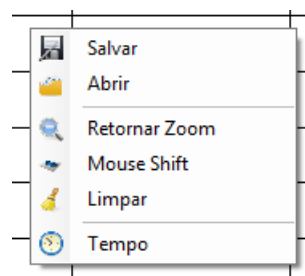 Salvar
Abrir
Retornar Zoom
Mouse Shift
Limpar
Tempo